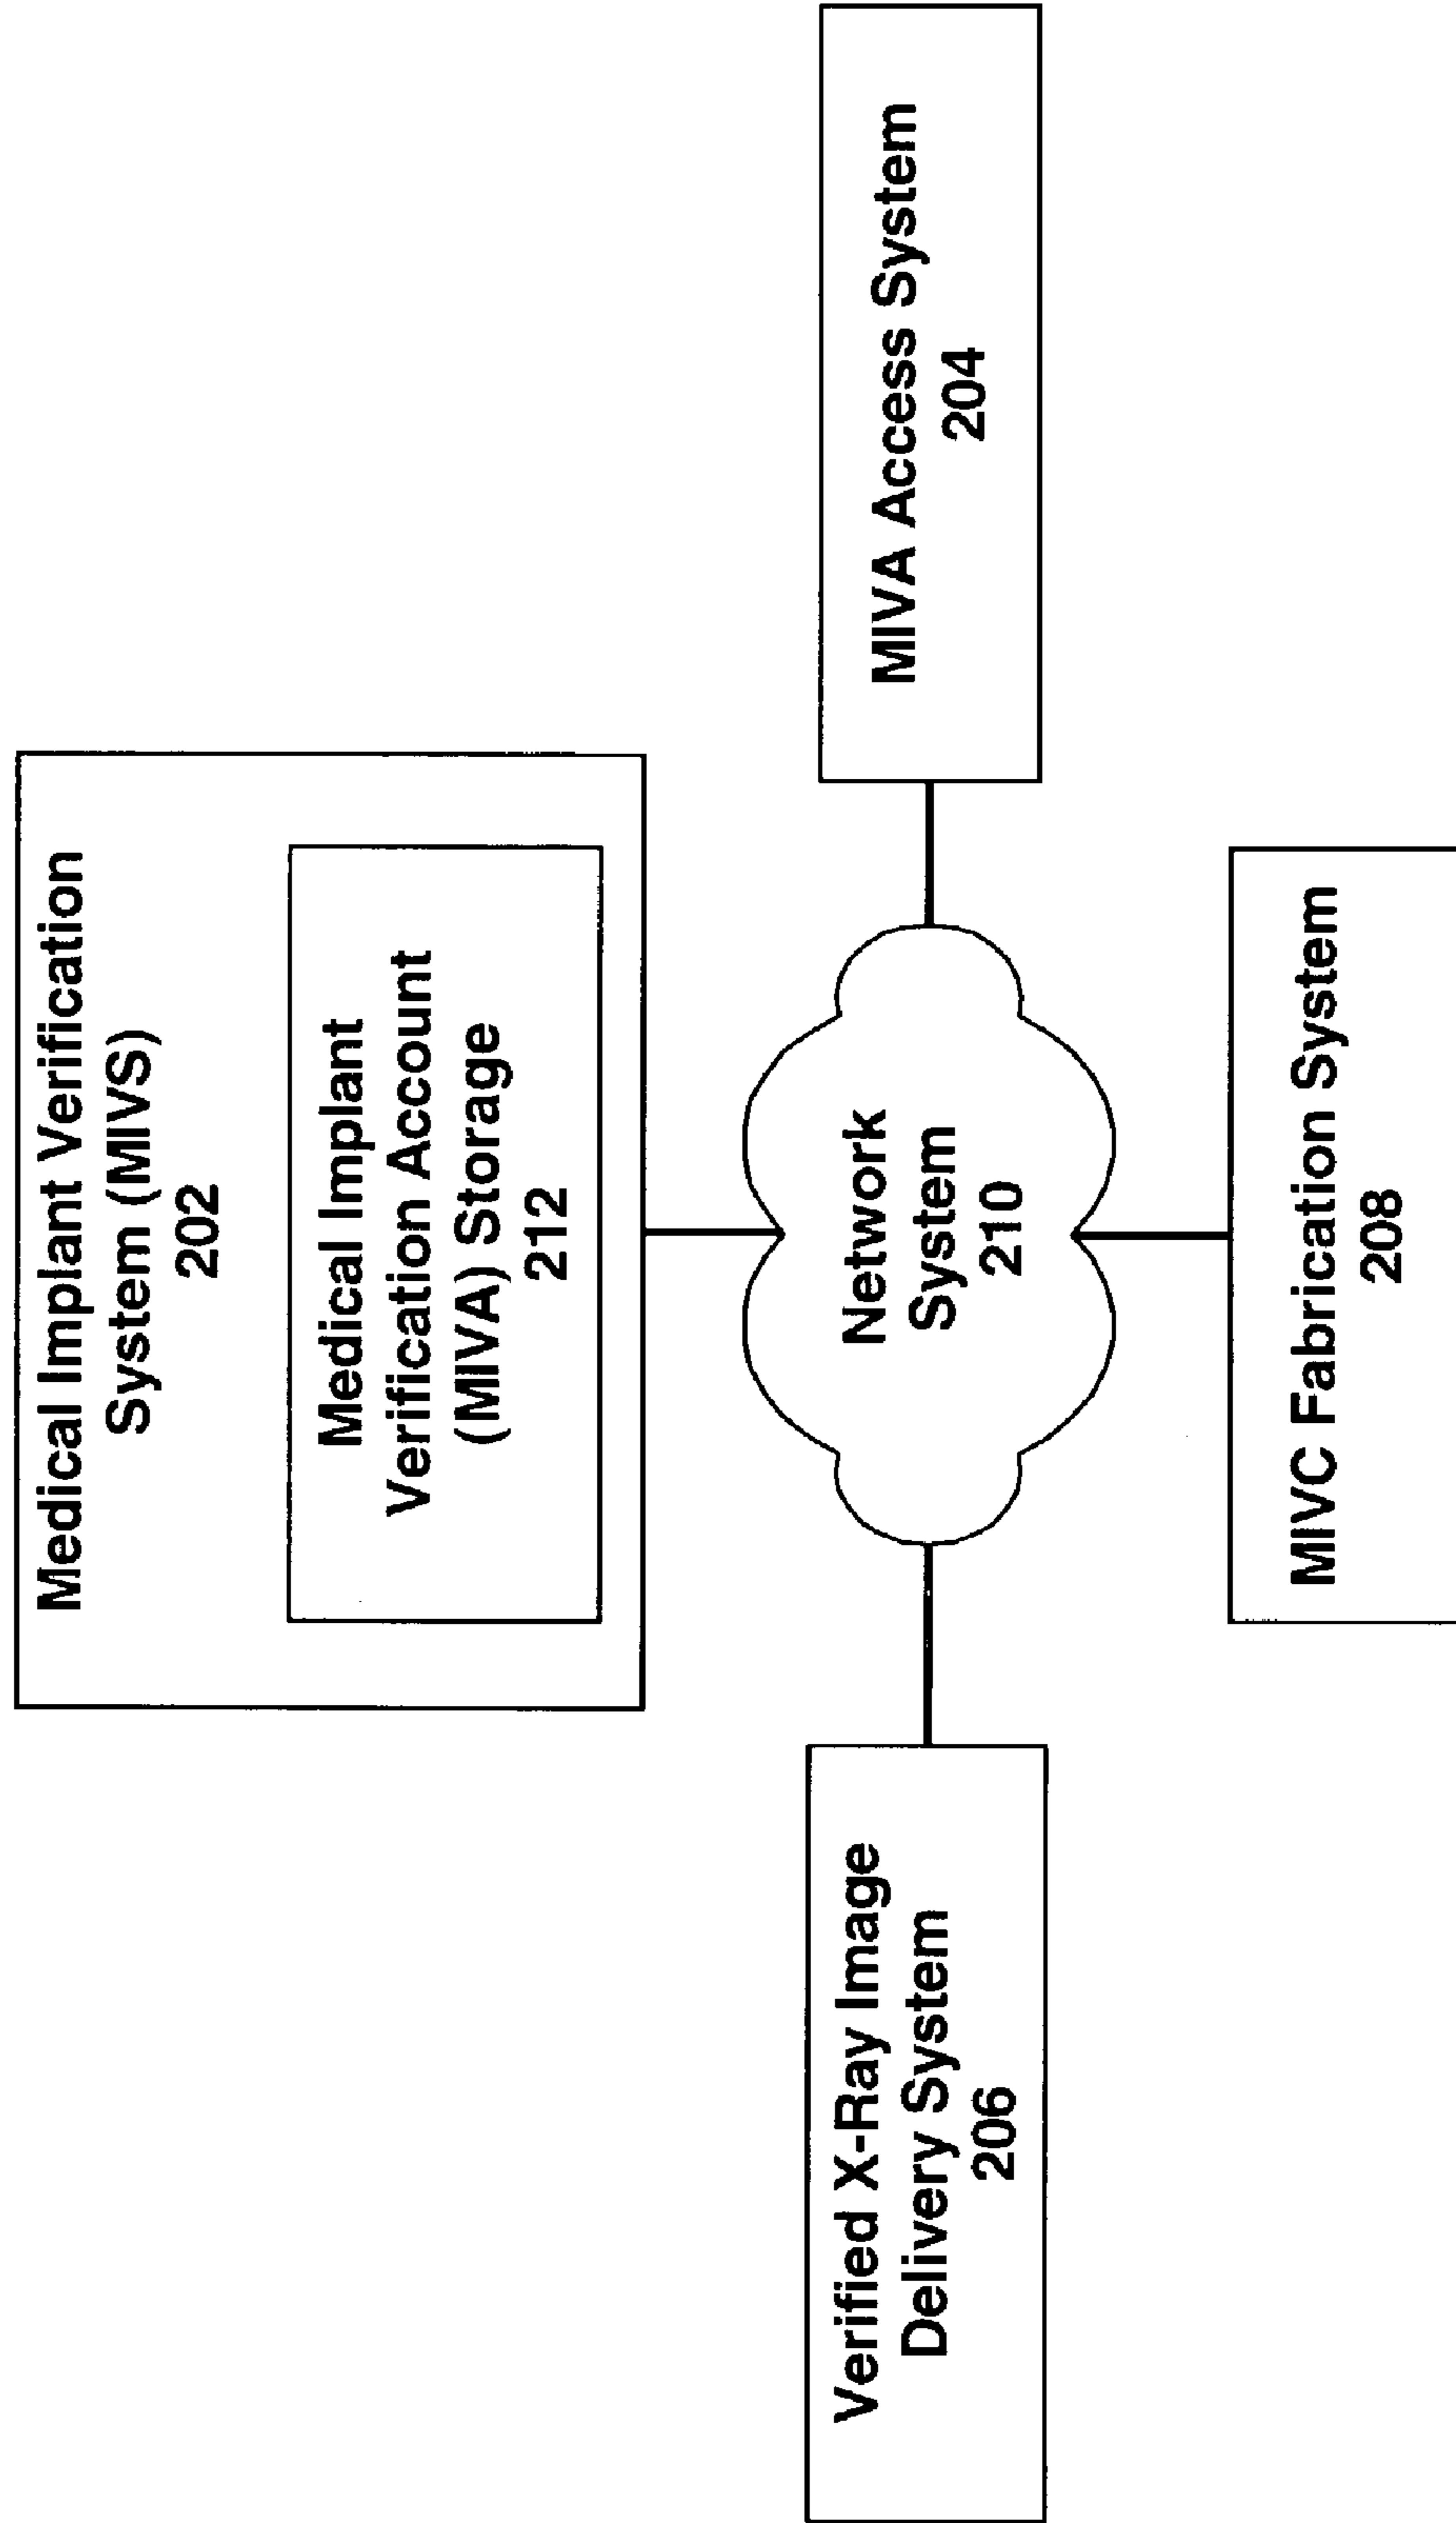 Medical Implant Verification
System (MIVS)
202
Medical Implant
Verification Account
(MIVA) Storage
212
Verified X-Ray Image
Delivery System
206
Network
System
210
MIVA Access System
204
MIVC Fabrication System
208